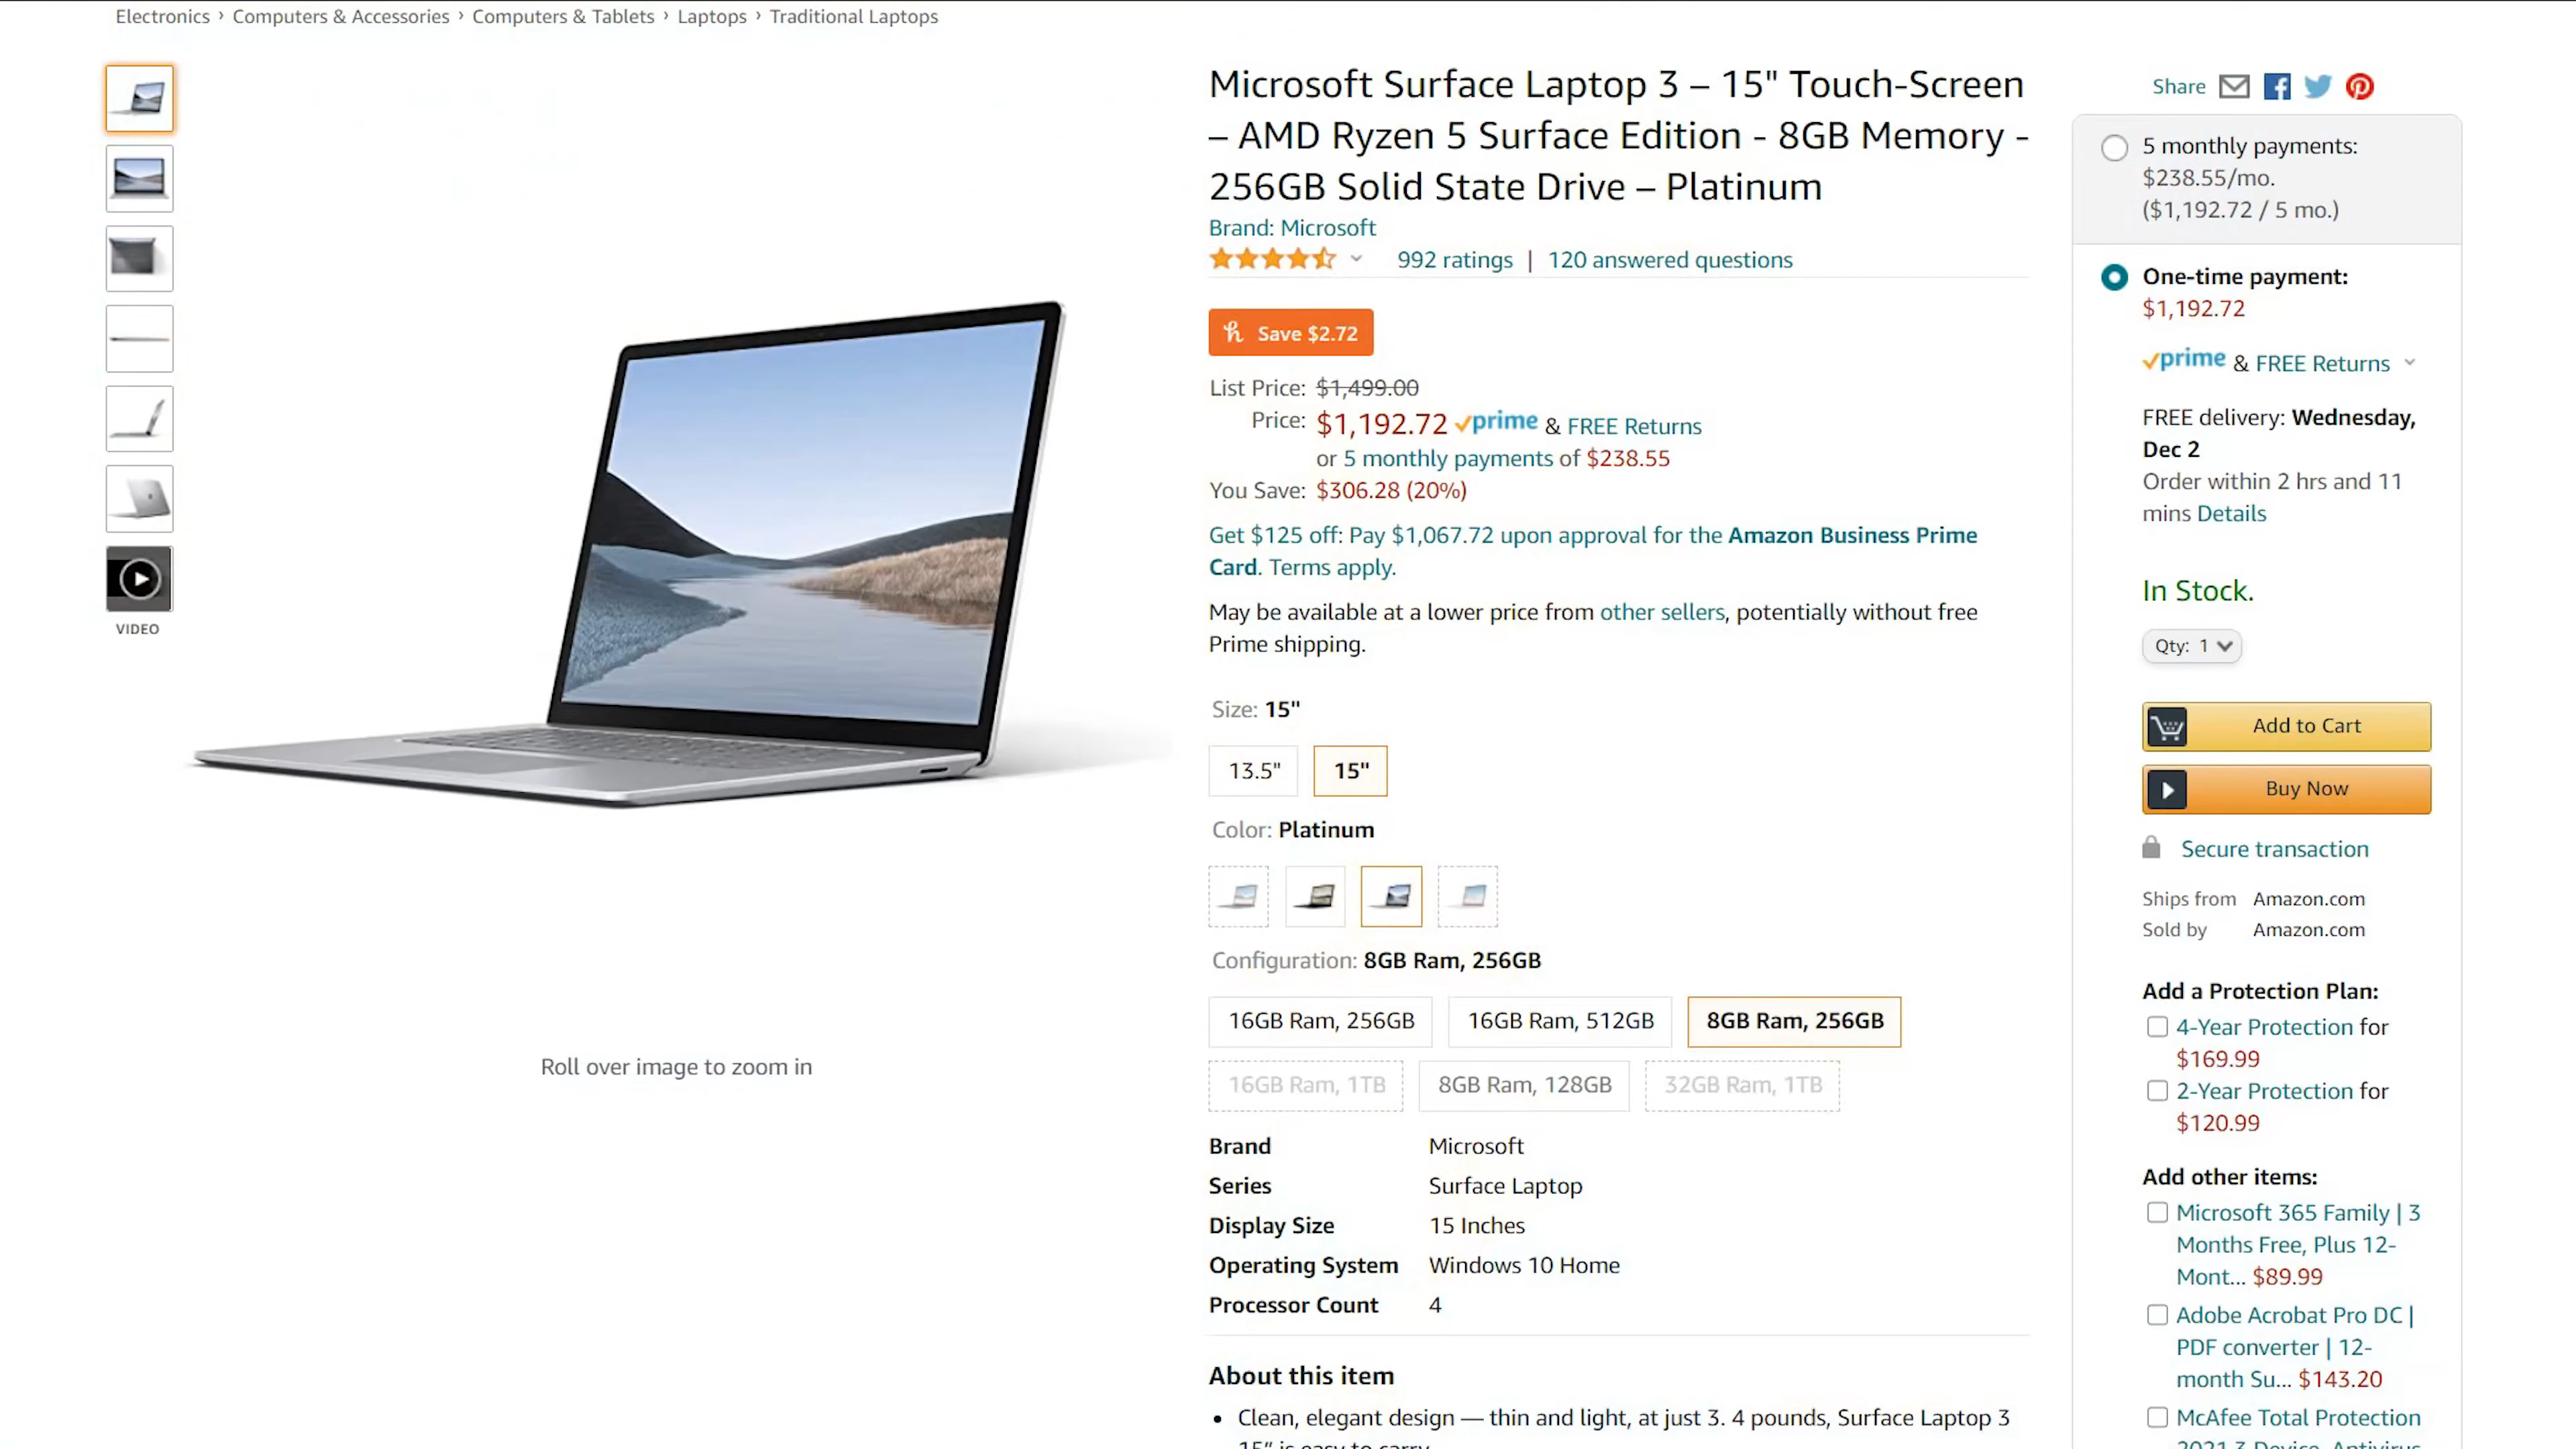 Electronics › Computers & Accessories › Computers & Tablets › Laptops › Traditional Laptops
VIDEO
Roll over image to zoom in
Microsoft Surface Laptop 3 – 15" Touch-Screen
– AMD Ryzen 5 Surface Edition - 8GB Memory -
256GB Solid State Drive – Platinum
Brand: Microsoft
992 ratings | 120 answered questions
Save $2.72
List Price: $1,499.00
Price: $1,192.72 prime & FREE Returns
or 5 monthly payments of $238.55
You Save: $306.28 (20%)
Get $125 off: Pay $1,067.72 upon approval for the Amazon Business Prime
Card. Terms apply.
May be available at a lower price from other sellers, potentially without free
Prime shipping.
Size: 15"
13.5" 15"
Color: Platinum
Configuration: 8GB Ram, 256GB
16GB Ram, 256GB 16GB Ram, 512GB 8GB Ram, 256GB
16GB Ram, 1TB 8GB Ram, 128GB 32GB Ram, 1TB
Brand Microsoft
Series Surface Laptop
Display Size 15 Inches
Operating System Windows 10 Home
Processor Count 4
About this item
• Clean, elegant design — thin and light, at just 3. 4 pounds, Surface Laptop 3
15” is easy to carry
Share
5 monthly payments:
$238.55/mo.
($1,192.72 / 5 mo.)
One-time payment:
$1,192.72
prime & FREE Returns
FREE delivery: Wednesday,
Dec 2
Order within 2 hrs and 11
mins Details
In Stock.
Qty: 1
Add to Cart
Buy Now
Secure transaction
Ships from Amazon.com
Sold by Amazon.com
Add a Protection Plan:
4-Year Protection for
$169.99
2-Year Protection for
$120.99
Add other items:
Microsoft 365 Family | 3
Months Free, Plus 12-
Mont... $89.99
Adobe Acrobat Pro DC |
PDF converter | 12-
month Su... $143.20
McAfee Total Protection
2021 3 Device, Antivirus